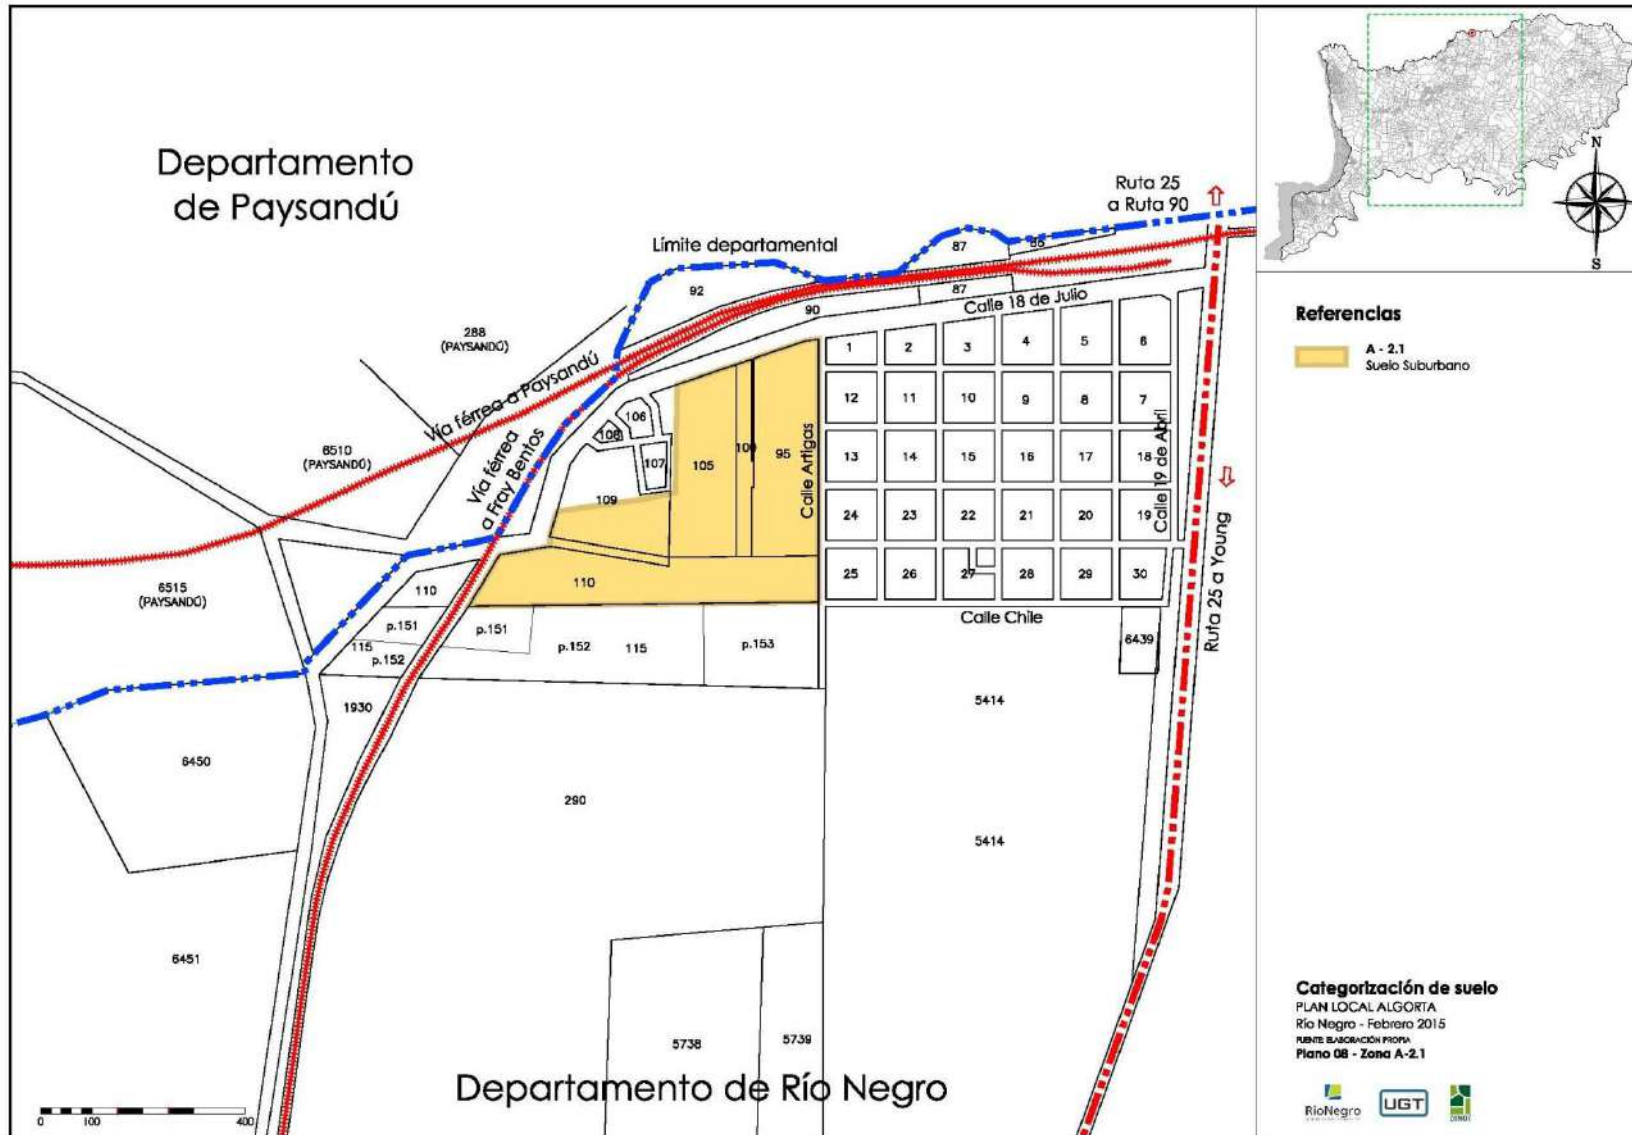 Departamento
de Paysandú
Límite departamental
Ruta 25
a Ruta 90
N
S
87
86
92
87
90
Calle 18 de Julio
288
(PAYSANDÚ)
Vía férrea a Paysandú
6510
(PAYSANDÚ)
Vía férrea
a Fray Bentos
106
108
107
109
105
100
95
Calle Artigas
1
2
3
4
5
6
12
11
10
9
8
7
13
14
15
16
17
18
24
23
22
21
20
19
25
26
27
28
29
30
Calle 19 de Abril
Calle Chile
Ruta 25 a Young
6439
6515
(PAYSANDÚ)
110
110
p.151
p.151
115
p.152
p.152
115
p.153
1930
5414
6450
290
5414
6451
5738
5739
Departamento de Río Negro
0
100
400
Referencias
A - 2.1
Suelo Suburbano
Categorización de suelo
PLAN LOCAL ALGORTA
Río Negro - Febrero 2015
FUENTE: ELABORACIÓN PROPIA
Plano 08 - Zona A-2.1
RioNegro
UGT